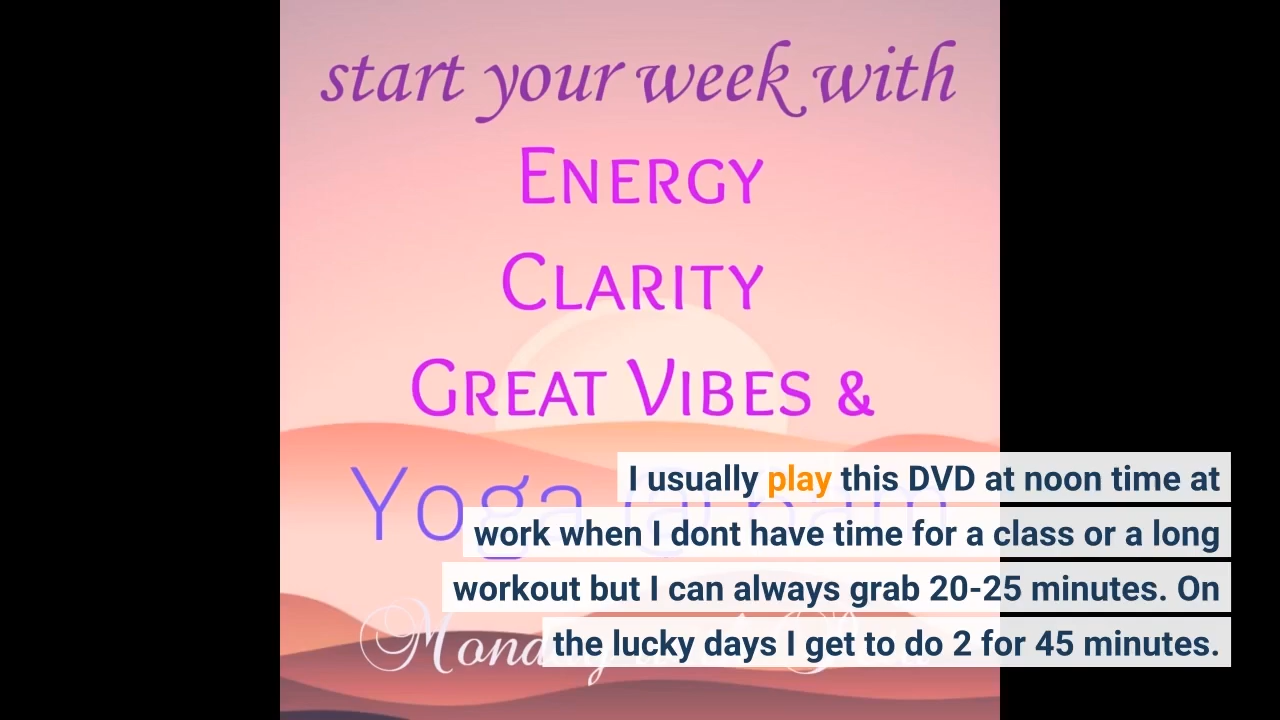 start your week with
ENERGY
CLARITY
GREAT VIBES &
Yoga @
I usually play this DVD at noon time at
work when I dont have time for a class or a long
workout but I can always grab 20-25 minutes. On
the lucky days I get to do 2 for 45 minutes.